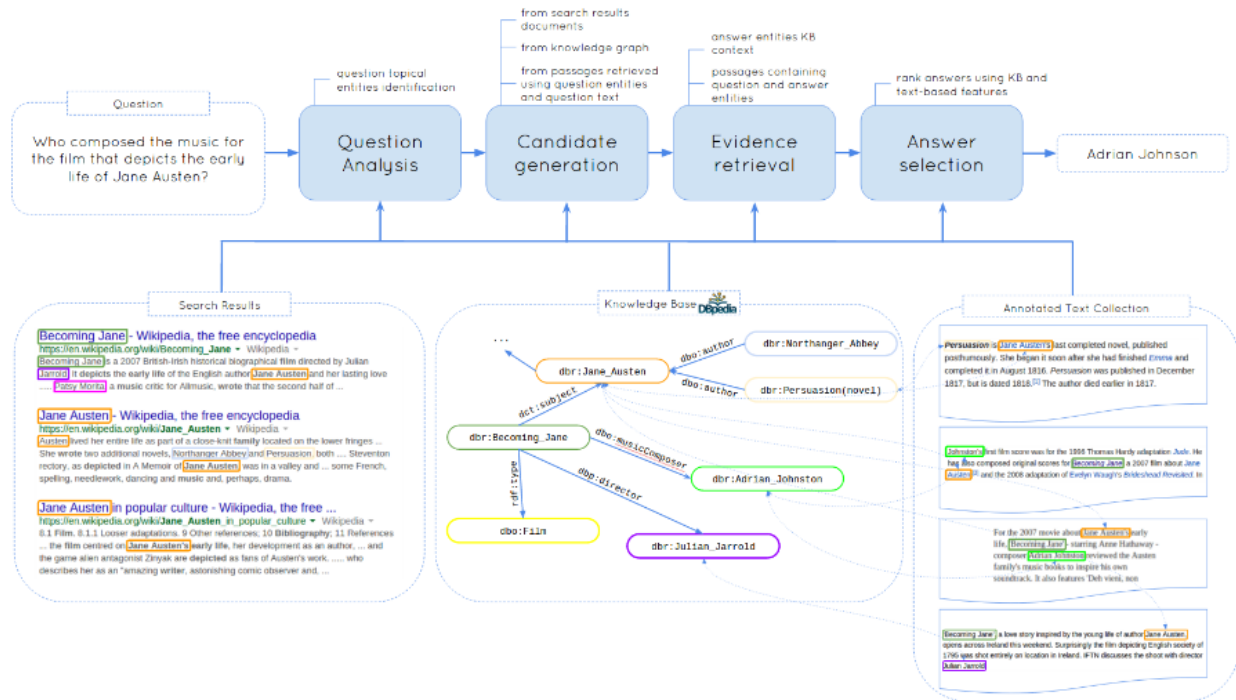 from search results
documents
from knowledge graph
from passages retrieved
using question entities
and question text
answer entities KB
context
passages containing
question and answer
entities
question topical
entities identification
rank answers using KB and
text-based features
Question
Who composed the music for
the film that depicts the early
life of Jane Austen?
Question
Analysis
Candidate
generation
Evidence
retrieval
Answer
selection
Adrian Johnson
Search Results
Becoming Jane - Wikipedia, the free encyclopedia
https://en.wikipedia.org/wiki/Becoming_Jane ▾ Wikipedia ▾
Becoming Jane is a 2007 British-Irish historical biographical film directed by Julian
Jarrold. It depicts the early life of the English author Jane Austen and her lasting love
..... Patsy Morita, a music critic for Allmusic, wrote that the second half of ...
Jane Austen - Wikipedia, the free encyclopedia
https://en.wikipedia.org/wiki/Jane_Austen ▾ Wikipedia ▾
Austen lived her entire life as part of a close-knit family located on the lower fringes ...
She wrote two additional novels, Northanger Abbey and Persuasion, both .... Steventon
rectory, as depicted in A Memoir of Jane Austen, was in a valley and ... some French,
spelling, needlework, dancing and music and, perhaps, drama.
Jane Austen in popular culture - Wikipedia, the free ...
https://en.wikipedia.org/wiki/Jane_Austen_in_popular_culture ▾ Wikipedia ▾
8.1 Film. 8.1.1 Looser adaptations. 9 Other references; 10 Bibliography; 11 References
... the film centred on Jane Austen's early life, her development as an author, ... and
the game alien antagonist Zinyak are depicted as fans of Austen's work. ..... who
describes her as an "amazing writer, astonishing comic observer and, ...
Knowledge Base
DBpedia
...
dbr:Jane_Austen
dbo:author
dbr:Northanger_Abbey
dbo:author
dbr:Persuasion(novel)
dct:subject
dbr:Becoming_Jane
dbo:musicComposer
dbr:Adrian_Johnston
rdf:type
dbp:director
dbo:Film
dbr:Julian_Jarrold
Annotated Text Collection
Persuasion is Jane Austen's last completed novel, published
posthumously. She began it soon after she had finished Emma and
completed it in August 1816. Persuasion was published in December
1817, but is dated 1818.[1] The author died earlier in 1817.
Johnston's first film score was for the 1996 Thomas Hardy adaptation Jude. He
has also composed original scores for Becoming Jane a 2007 film about Jane
Austen and the 2008 adaptation of Evelyn Waugh's Brideshead Revisited. In
For the 2007 movie about Jane Austen's early
life, Becoming Jane - starring Anne Hathaway -
composer Adrian Johnston reviewed the Austen
family's music books to inspire his own
soundtrack. It also features 'Deh vieni, non
Becoming Jane, a love story inspired by the young life of author Jane Austen,
opens across Ireland this weekend. Surprisingly the film depicting English society of
1795 was shot entirely on location in Ireland. IFTN discusses the shoot with director
Julian Jarrold